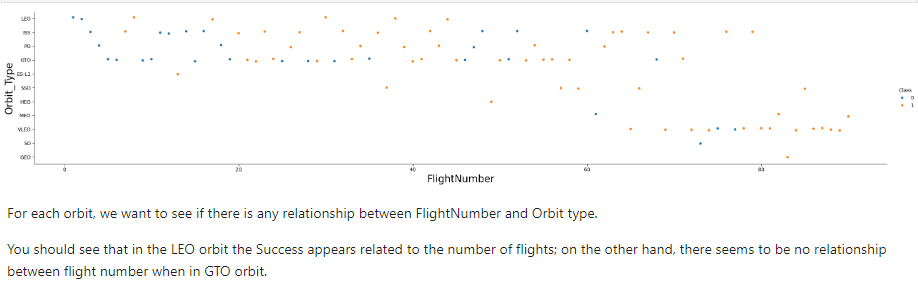 LEO
ISS
PO
GTO
ES-L1
SSO
HEO
MEO
VLEO
SO
GEO
Orbit_Type
0 20 40 60 80
FlightNumber
Class
0
1
For each orbit, we want to see if there is any relationship between FlightNumber and Orbit type.
You should see that in the LEO orbit the Success appears related to the number of flights; on the other hand, there seems to be no relationship
between flight number when in GTO orbit.